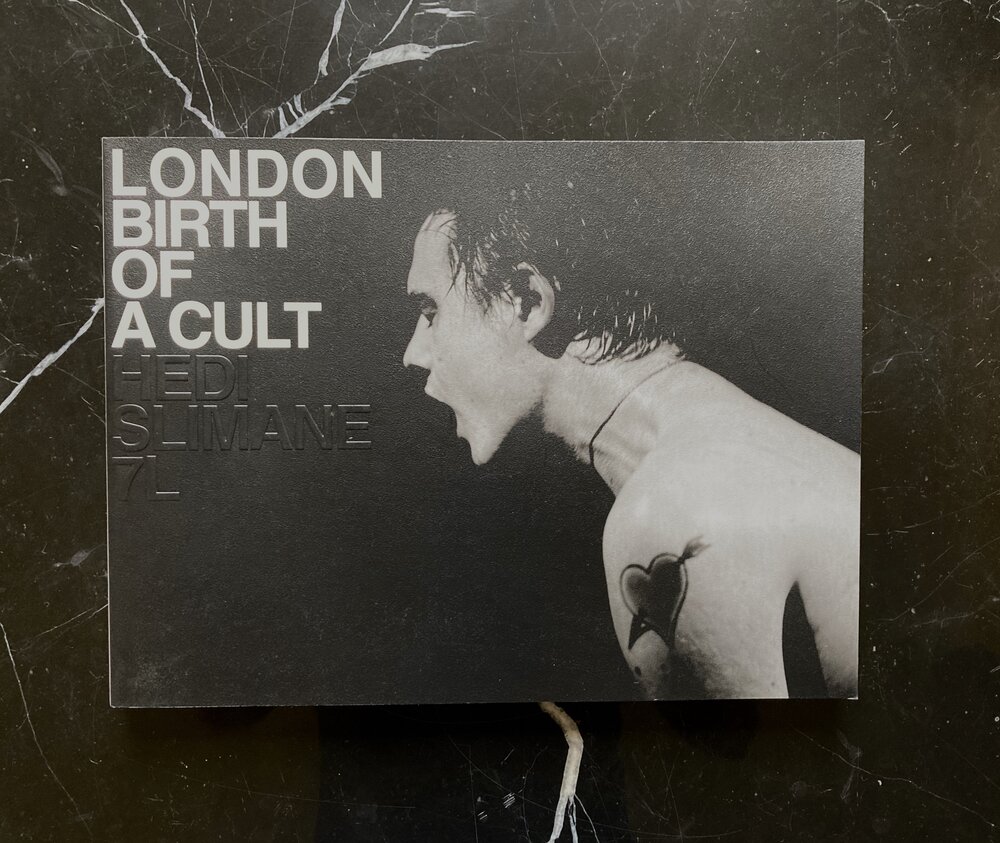 LONDON
BIRTH
OF
A CULT
HEDI
SLIMANE
7L